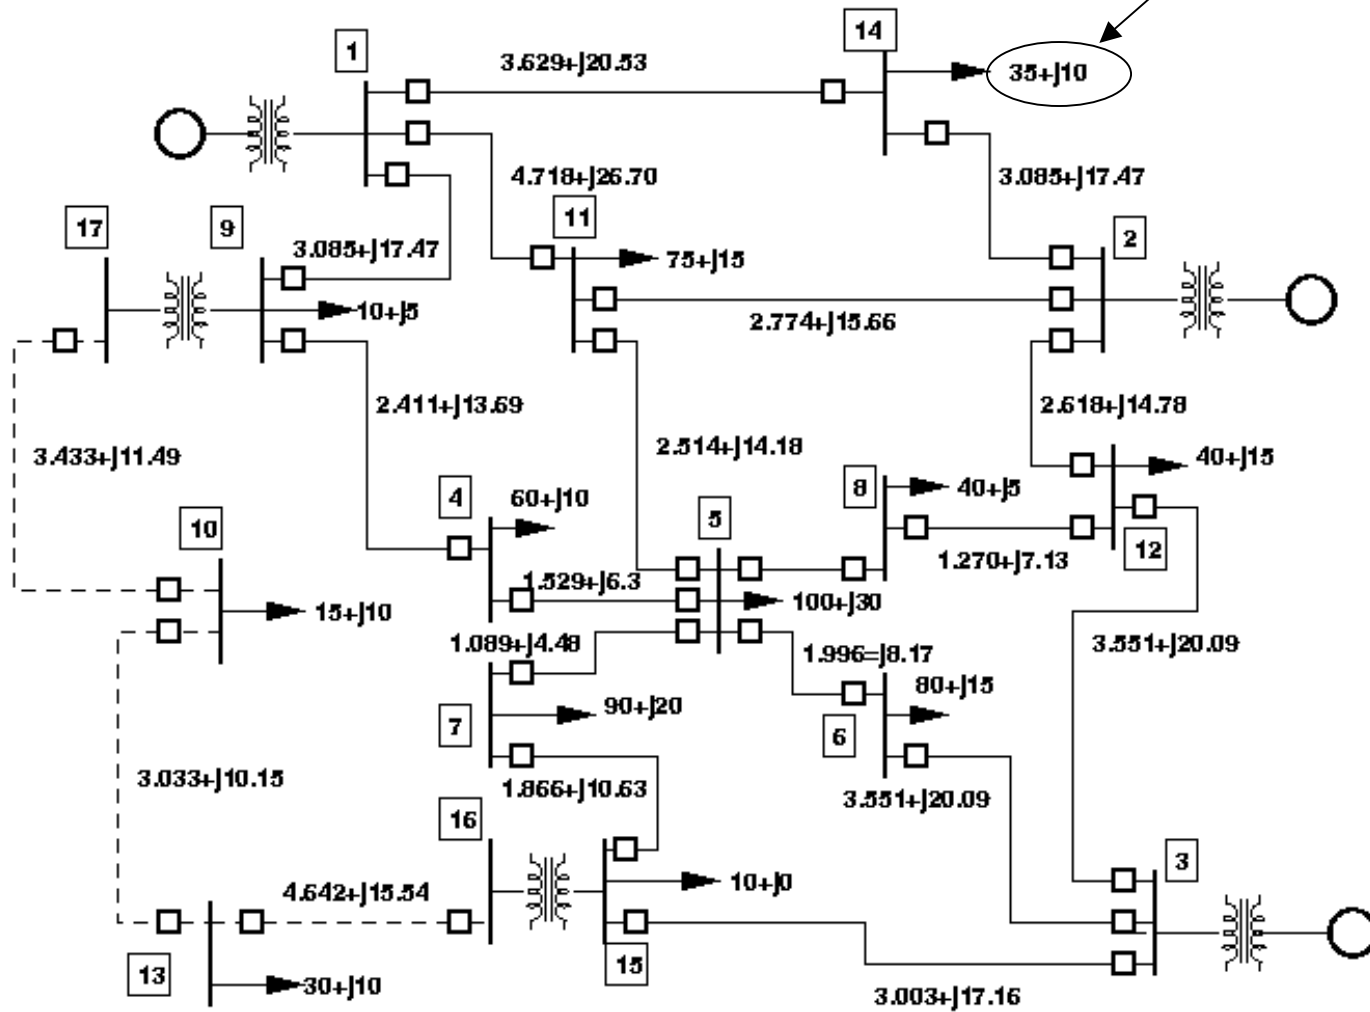 14
1
3.629+j20.53
35+j10
4.718+j26.70
3.085+j17.47
17
9
11
2
3.085+j17.47
75+j15
10+j5
2.774+j15.66
2.411+j13.69
2.618+j14.78
3.433+j11.49
2.514+j14.18
40+j15
4
60+j10
8
40+j5
10
5
12
1.270+j7.13
1.529+j6.3
100+j30
15+j10
1.089+j4.48
1.996=j8.17
3.551+j20.09
80+j15
7
90+j20
6
3.033+j10.15
1.866+j10.63
3.551+j20.09
16
3
4.642+j15.54
10+j0
13
15
30+j10
3.003+j17.16